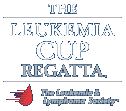 THE
LEUKEMIA
CUP
REGATTA
The Leukemia &
Lymphoma Society